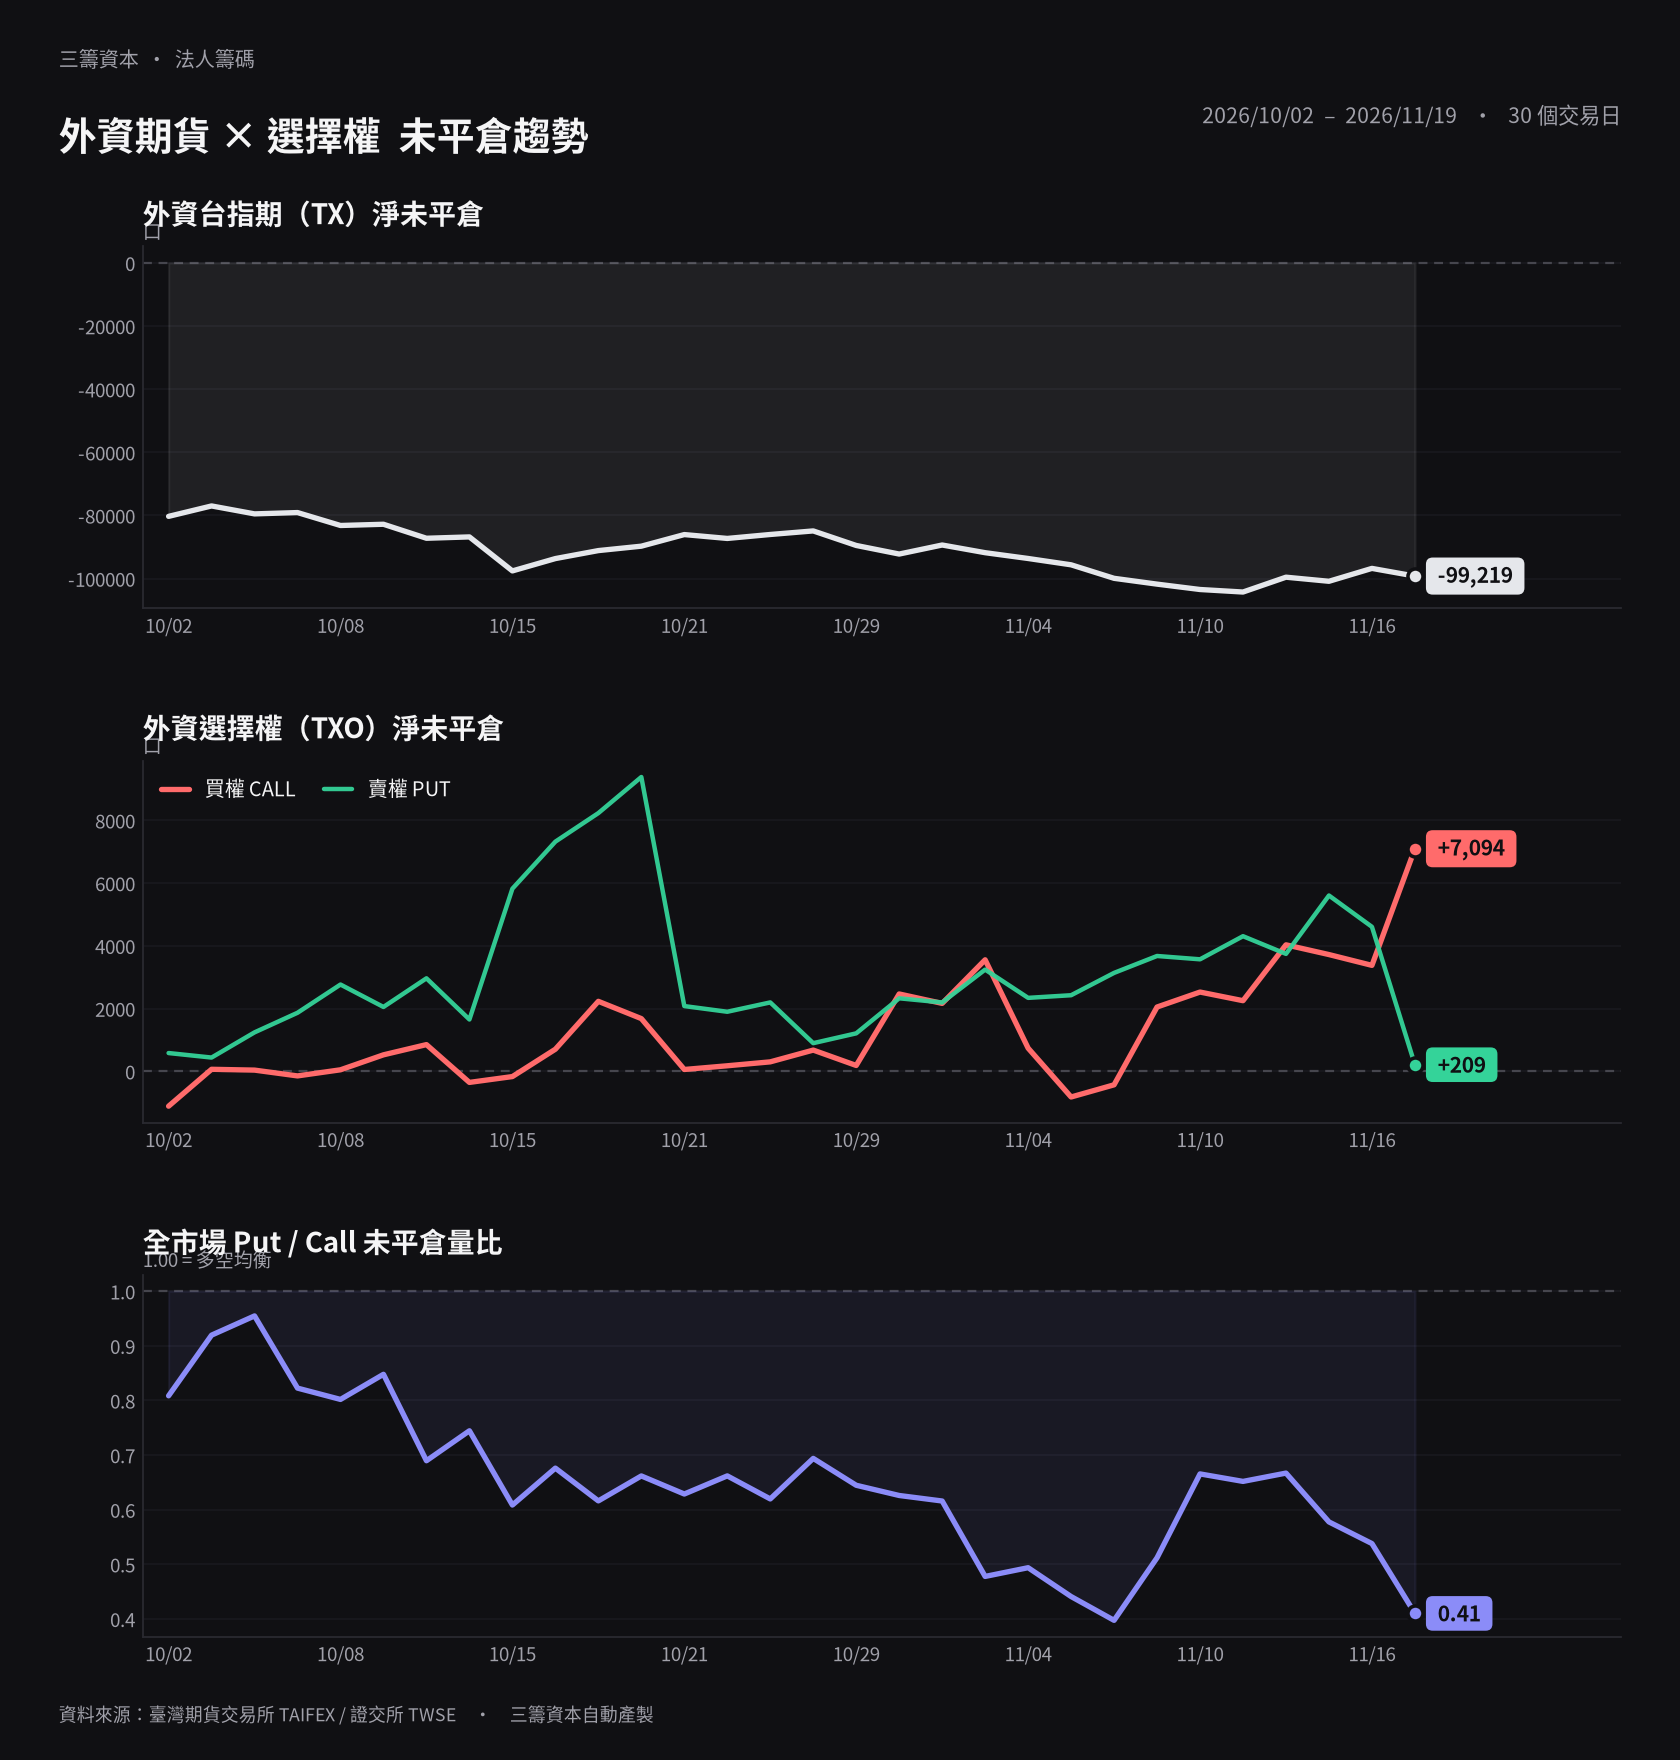 三籌資本 · 法人籌碼
外資期貨 × 選擇權 未平倉趨勢
2026/10/02 – 2026/11/19 · 30 個交易日
外資台指期（TX）淨未平倉
口
0
-20000
-40000
-60000
-80000
-100000
-99,219
10/02 10/08 10/15 10/21 10/29 11/04 11/10 11/16
外資選擇權（TXO）淨未平倉
口
買權 CALL 賣權 PUT
8000
6000
4000
2000
0
+7,094
+209
10/02 10/08 10/15 10/21 10/29 11/04 11/10 11/16
全市場 Put / Call 未平倉量比
1.00 = 多空均衡
1.0
0.9
0.8
0.7
0.6
0.5
0.4
0.41
10/02 10/08 10/15 10/21 10/29 11/04 11/10 11/16
資料來源：臺灣期貨交易所 TAIFEX / 證交所 TWSE · 三籌資本自動產製